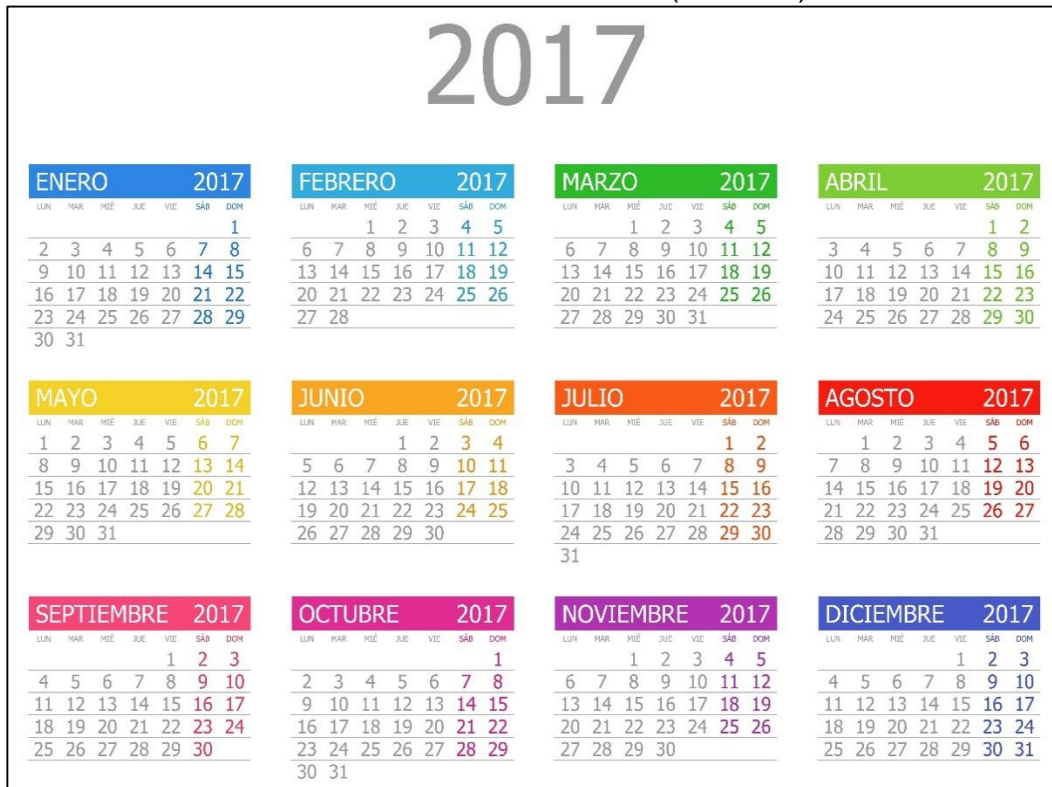 2017
ENERO 2017
LUN MAR MIÉ JUE VIE SÁB DOM
1
2 3 4 5 6 7 8
9 10 11 12 13 14 15
16 17 18 19 20 21 22
23 24 25 26 27 28 29
30 31
FEBRERO 2017
LUN MAR MIÉ JUE VIE SÁB DOM
1 2 3 4 5
6 7 8 9 10 11 12
13 14 15 16 17 18 19
20 21 22 23 24 25 26
27 28
MARZO 2017
LUN MAR MIÉ JUE VIE SÁB DOM
1 2 3 4 5
6 7 8 9 10 11 12
13 14 15 16 17 18 19
20 21 22 23 24 25 26
27 28 29 30 31
ABRIL 2017
LUN MAR MIÉ JUE VIE SÁB DOM
1 2
3 4 5 6 7 8 9
10 11 12 13 14 15 16
17 18 19 20 21 22 23
24 25 26 27 28 29 30
MAYO 2017
LUN MAR MIÉ JUE VIE SÁB DOM
1 2 3 4 5 6 7
8 9 10 11 12 13 14
15 16 17 18 19 20 21
22 23 24 25 26 27 28
29 30 31
JUNIO 2017
LUN MAR MIÉ JUE VIE SÁB DOM
1 2 3 4
5 6 7 8 9 10 11
12 13 14 15 16 17 18
19 20 21 22 23 24 25
26 27 28 29 30
JULIO 2017
LUN MAR MIÉ JUE VIE SÁB DOM
1 2
3 4 5 6 7 8 9
10 11 12 13 14 15 16
17 18 19 20 21 22 23
24 25 26 27 28 29 30
31
AGOSTO 2017
LUN MAR MIÉ JUE VIE SÁB DOM
1 2 3 4 5 6
7 8 9 10 11 12 13
14 15 16 17 18 19 20
21 22 23 24 25 26 27
28 29 30 31
SEPTIEMBRE 2017
LUN MAR MIÉ JUE VIE SÁB DOM
1 2 3
4 5 6 7 8 9 10
11 12 13 14 15 16 17
18 19 20 21 22 23 24
25 26 27 28 29 30
OCTUBRE 2017
LUN MAR MIÉ JUE VIE SÁB DOM
1
2 3 4 5 6 7 8
9 10 11 12 13 14 15
16 17 18 19 20 21 22
23 24 25 26 27 28 29
30 31
NOVIEMBRE 2017
LUN MAR MIÉ JUE VIE SÁB DOM
1 2 3 4 5
6 7 8 9 10 11 12
13 14 15 16 17 18 19
20 21 22 23 24 25 26
27 28 29 30
DICIEMBRE 2017
LUN MAR MIÉ JUE VIE SÁB DOM
1 2 3
4 5 6 7 8 9 10
11 12 13 14 15 16 17
18 19 20 21 22 23 24
25 26 27 28 29 30 31